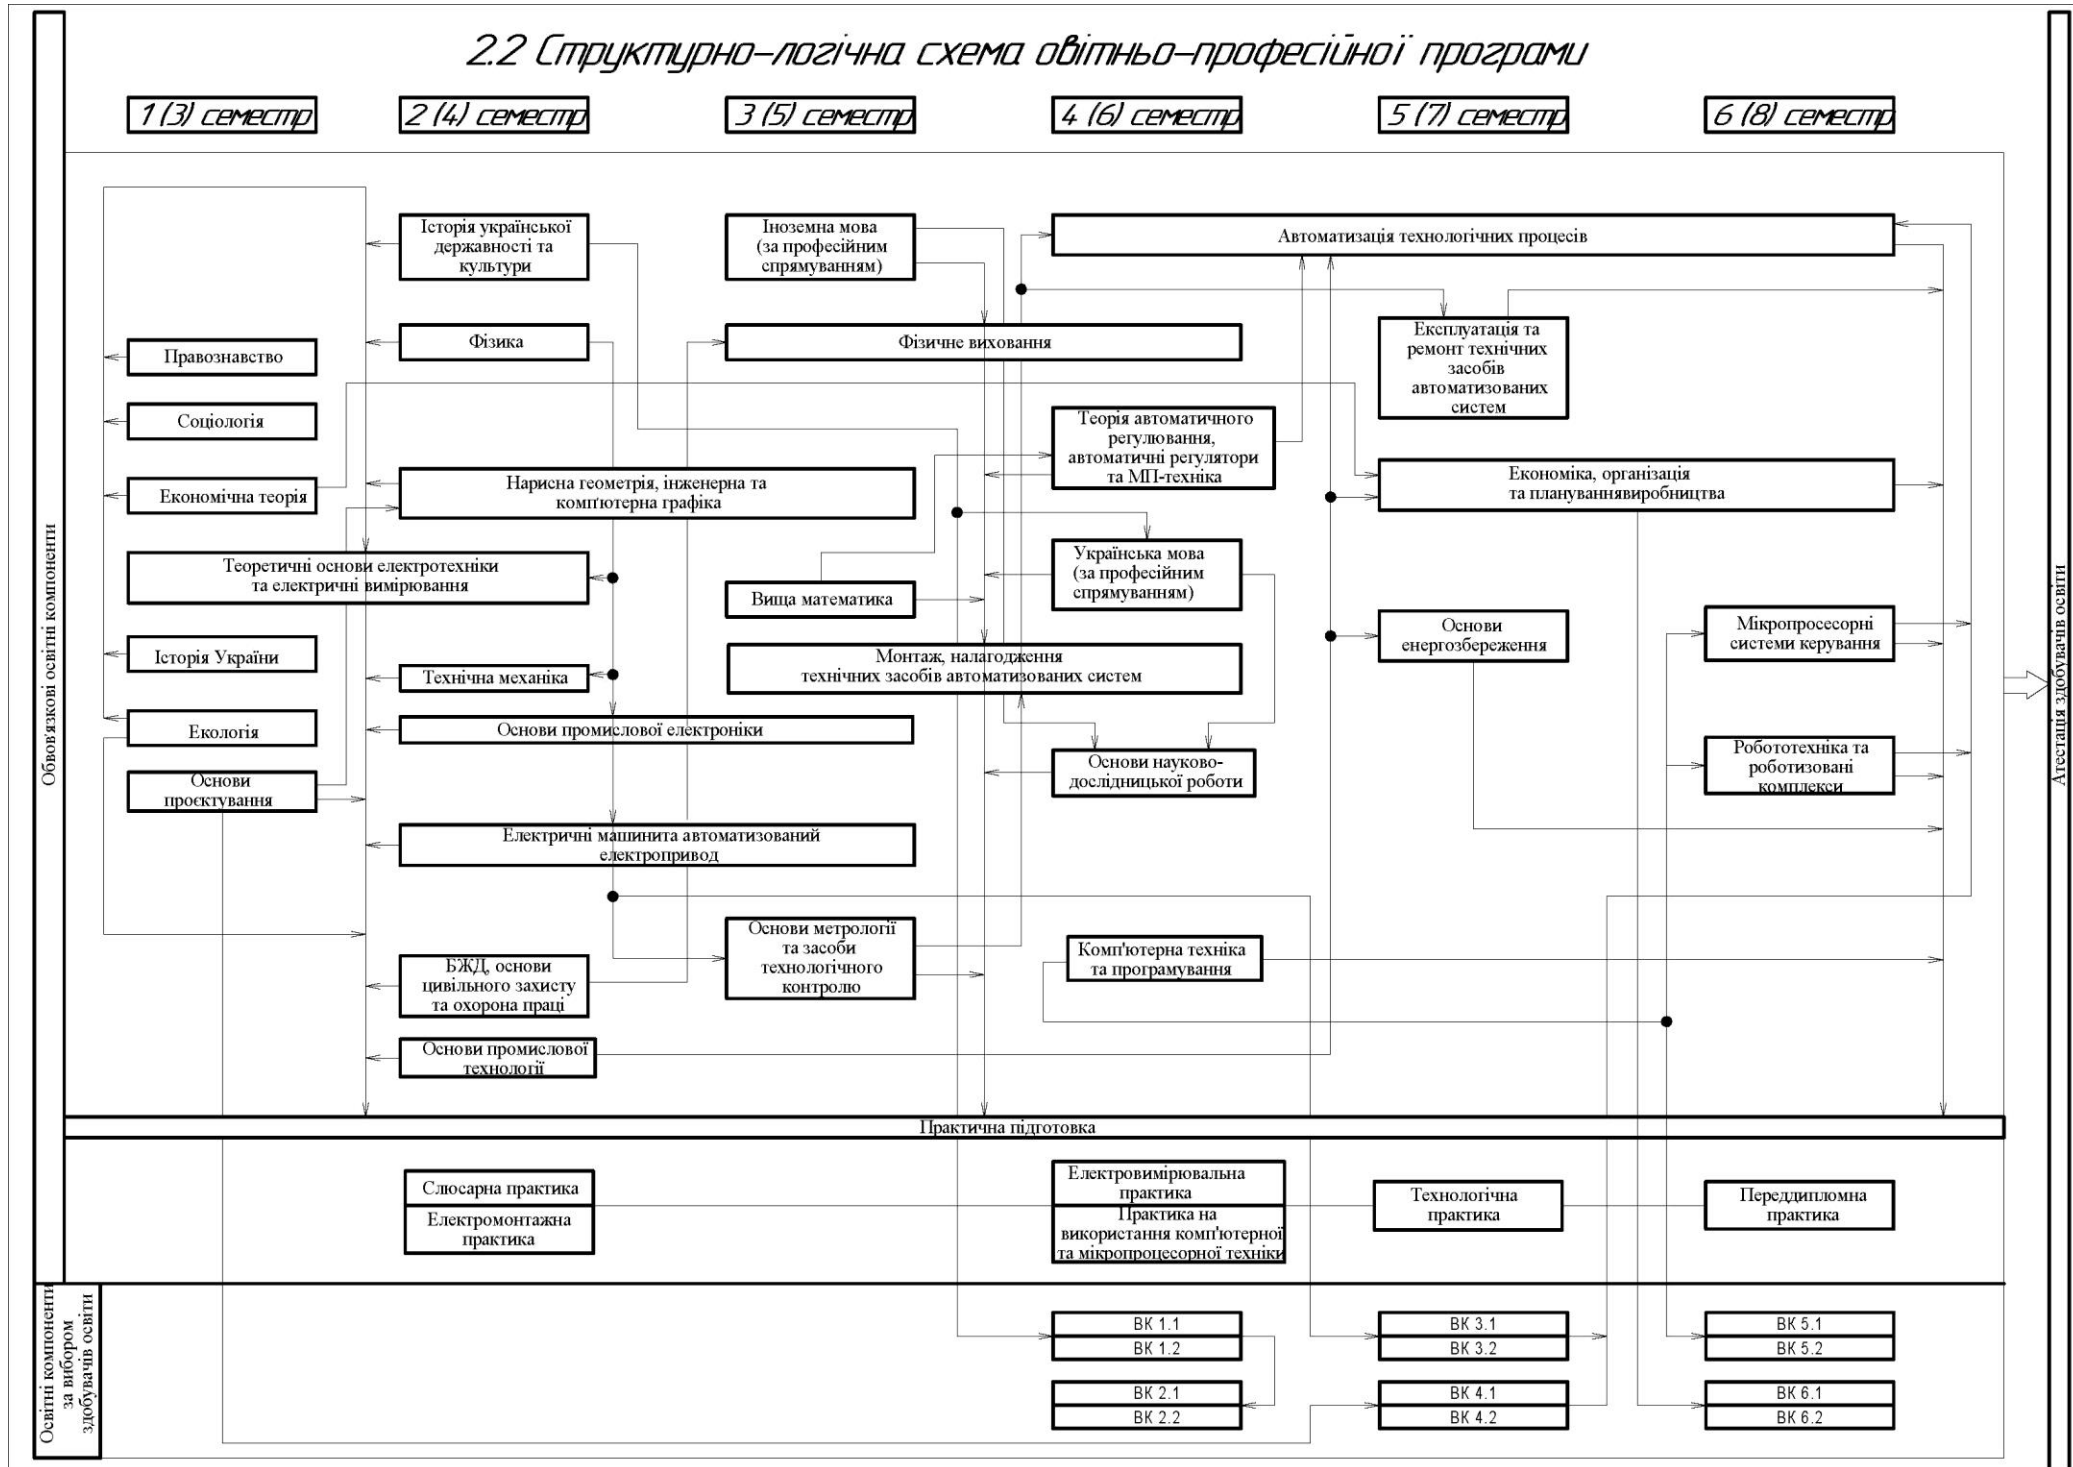 2.2 Структурно-логічна схема овітньо-професійної програми
1 (3) семестр
2 (4) семестр
3 (5) семестр
4 (6) семестр
5 (7) семестр
6 (8) семестр
Обов'язкові освітні компоненти
Правознавство
Соціологія
Економічна теорія
Теоретичні основи електротехніки
та електричні вимірювання
Історія України
Екологія
Основи
проєктування
Історія української
державності та
культури
Фізика
Нарисна геометрія, інженерна та
комп'ютерна графіка
Технічна механіка
Основи промислової електроніки
Електричні машинита автоматизований
електропривод
БЖД, основи
цивільного захисту
та охорона праці
Основи промислової
технології
Іноземна мова
(за професійним
спрямуванням)
Фізичне виховання
Вища математика
Монтаж, налагодження
технічних засобів автоматизованих систем
Основи метрології
та засоби
технологічного
контролю
Автоматизація технологічних процесів
Теорія автоматичного
регулювання,
автоматичні регулятори
та МП-техніка
Українська мова
(за професійним
спрямуванням)
Основи науково-
дослідницької роботи
Комп'ютерна техніка
та програмування
Експлуатація та
ремонт технічних
засобів
автоматизованих
систем
Економіка, організація
та плануваннявиробництва
Основи
енергозбереження
Мікропросесорні
системи керування
Робототехніка та
роботизовані
комплекси
Атестація здобувачів освіти
Практична підготовка
Слюсарна практика
Електромонтажна
практика
Електровимірювальна
практика
Практика на
використання комп'ютерної
та мікропроцесорної техніки
Технологічна
практика
Переддипломна
практика
Освітні компоненти
за вибором
здобувачів освіти
ВК 1.1
ВК 1.2
ВК 2.1
ВК 2.2
ВК 3.1
ВК 3.2
ВК 4.1
ВК 4.2
ВК 5.1
ВК 5.2
ВК 6.1
ВК 6.2